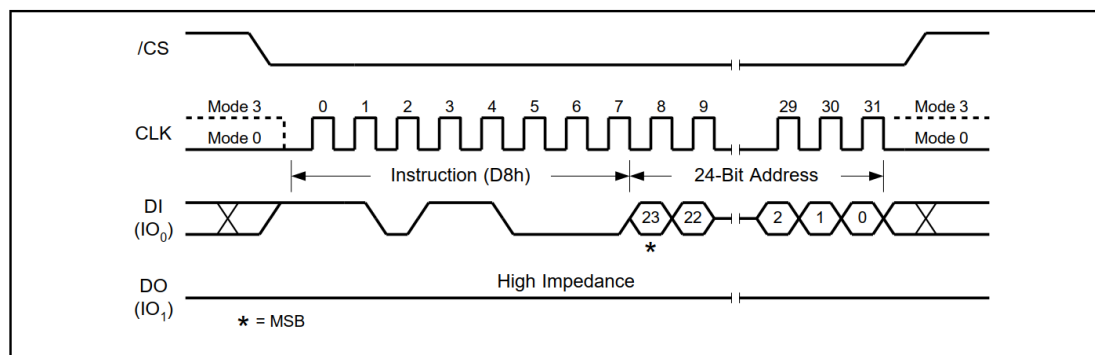 /CS
Mode 3 0 1 2 3 4 5 6 7 8 9 29 30 31 Mode 3
CLK Mode 0 Mode 0
Instruction (D8h) 24-Bit Address
DI
(IO0) 23 22 2 1 0
*
DO High Impedance
(IO1)
* = MSB